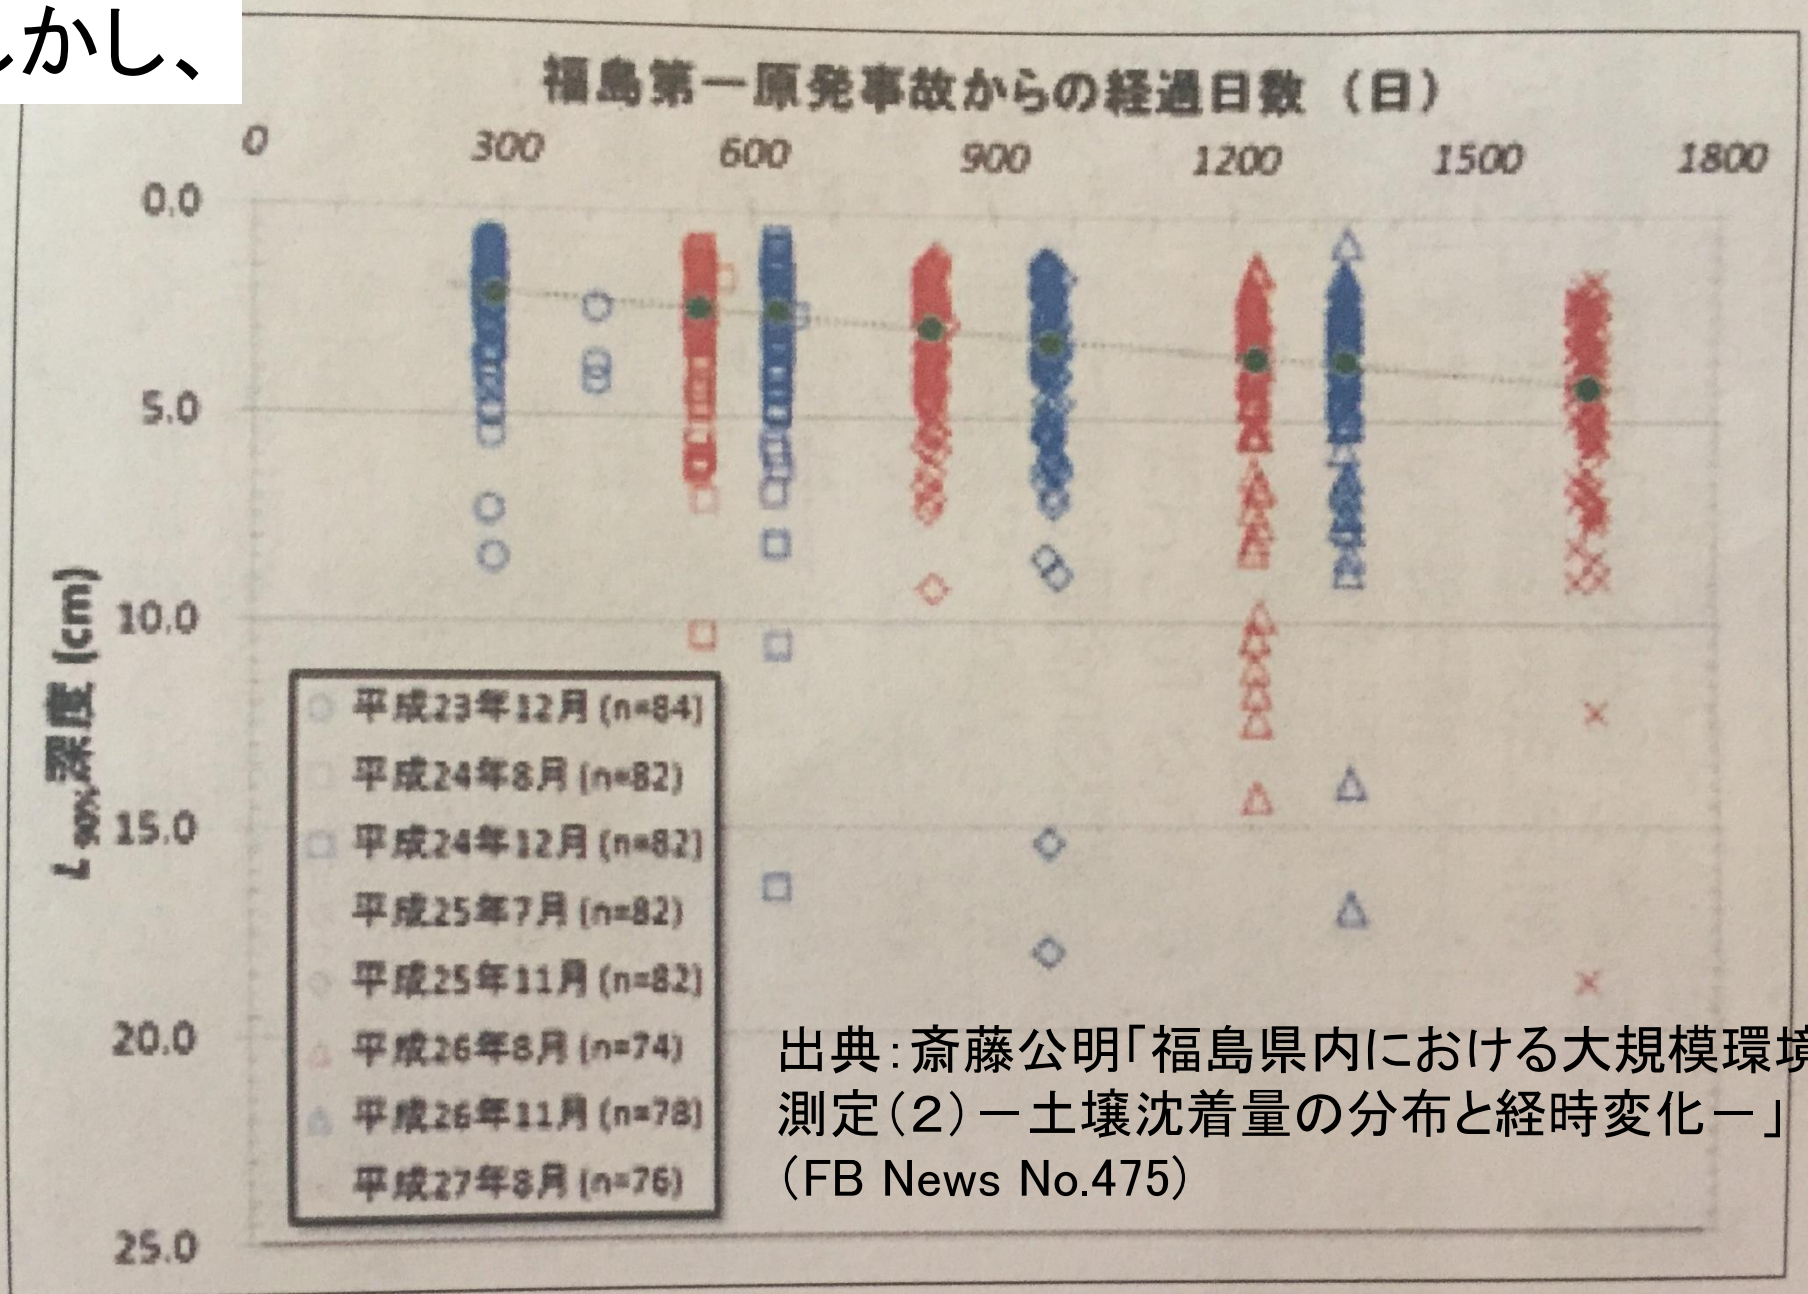 しかし、
福島第一原発事故からの経過日数 (日)
0 300 600 900 1200 1500 1800
0.0
5.0
10.0
15.0
20.0
25.0
L90%深度 (cm)
平成23年12月 (n=84)
平成24年8月 (n=82)
平成24年12月 (n=82)
平成25年7月 (n=82)
平成25年11月 (n=82)
平成26年8月 (n=74)
平成26年11月 (n=78)
平成27年8月 (n=76)
出典：斎藤公明「福島県内における大規模環境
測定（２）－土壌沈着量の分布と経時変化－」
（FB News No.475）